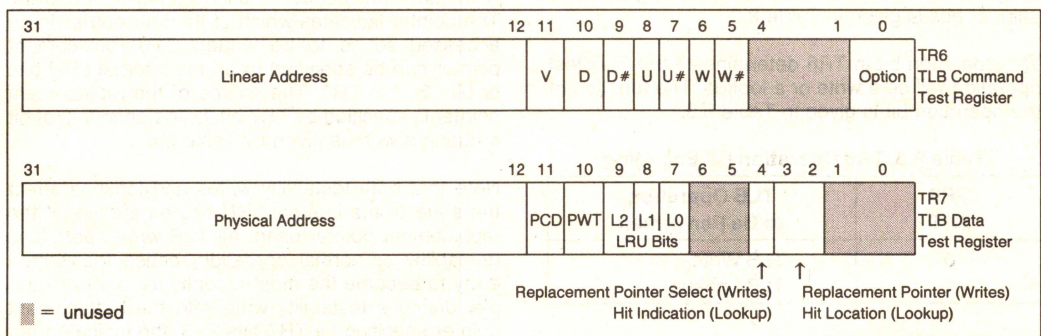 31 12 11 10 9 8 7 6 5 4 1 0
Linear Address V D D# U U# W W# Option
TR6
TLB Command
Test Register
31 12 11 10 9 8 7 6 5 4 3 2 1 0
Physical Address PCD PWT L2 L1 L0
LRU Bits
TR7
TLB Data
Test Register
Replacement Pointer Select (Writes)
Hit Indication (Lookup)
Replacement Pointer (Writes)
Hit Location (Lookup)
= unused